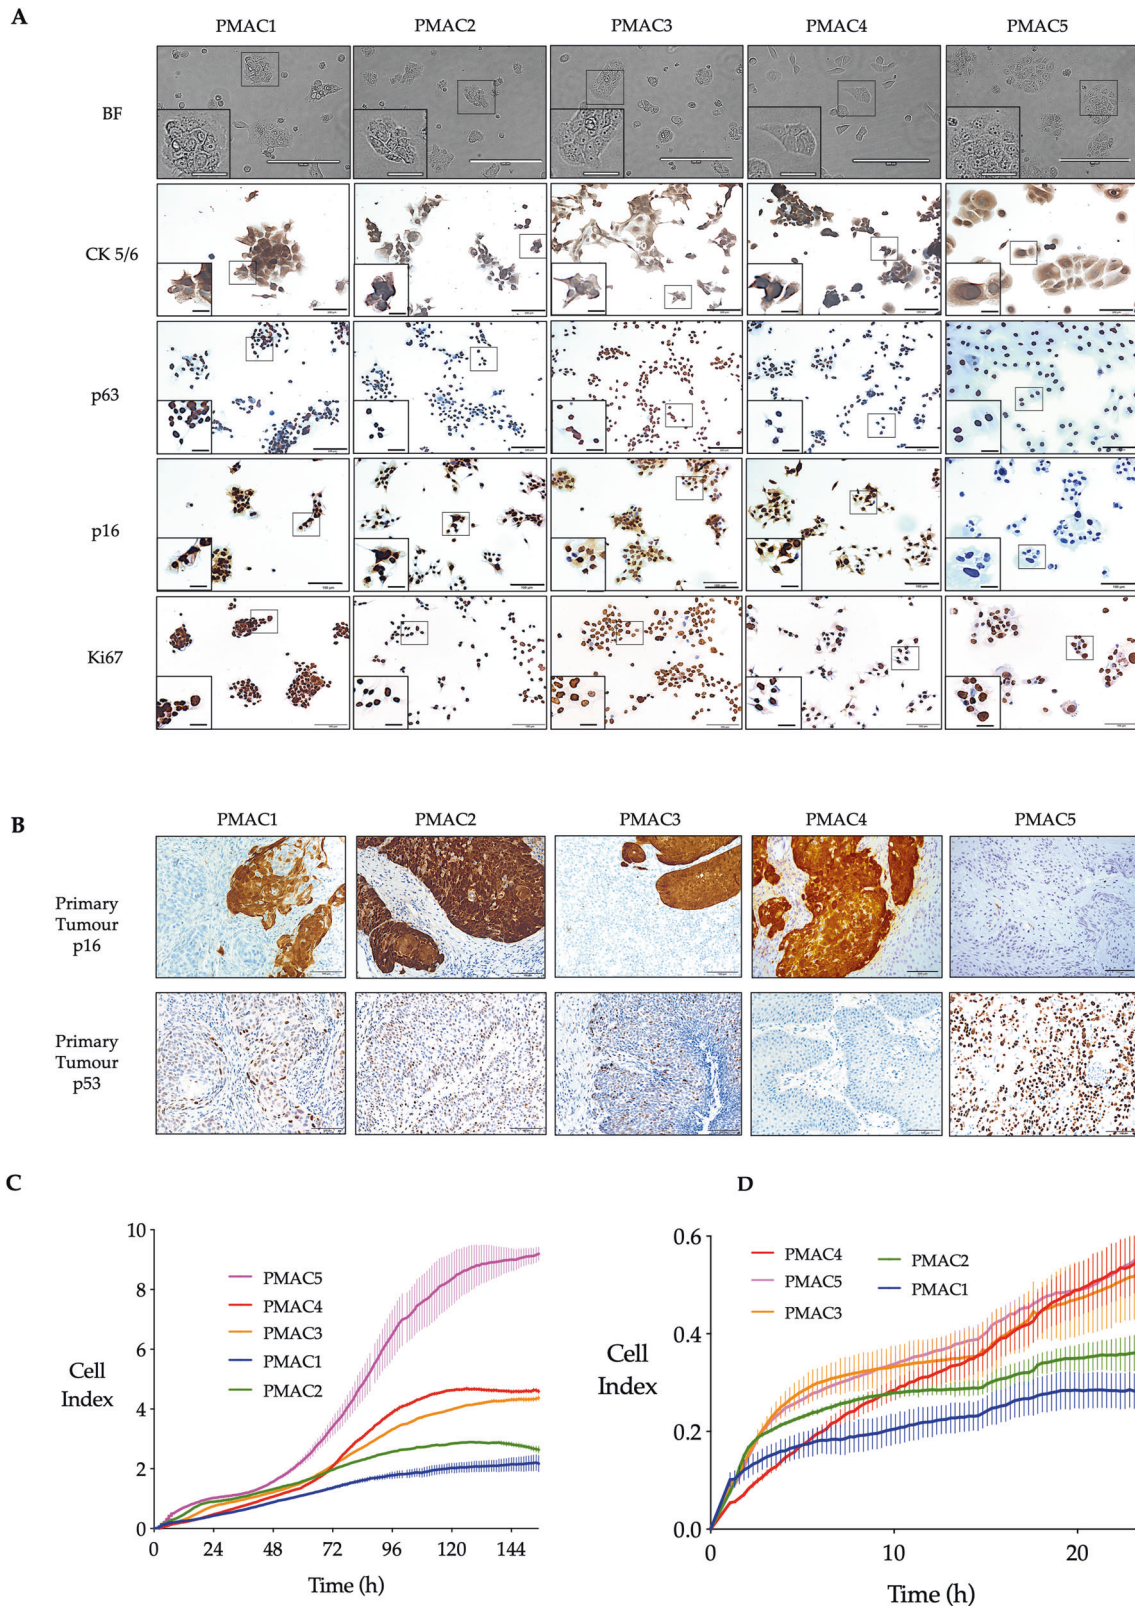 A
PMAC1 PMAC2 PMAC3 PMAC4 PMAC5
BF
CK 5/6
p63
p16
Ki67
B
PMAC1 PMAC2 PMAC3 PMAC4 PMAC5
Primary
Tumour
p16
Primary
Tumour
p53
C
10
8
6
4
2
0
Cell
Index
PMAC5
PMAC4
PMAC3
PMAC1
PMAC2
0 24 48 72 96 120 144
Time (h)
D
0.6
0.4
0.2
0.0
Cell
Index
PMAC4 PMAC2
PMAC5 PMAC1
PMAC3
0 10 20
Time (h)